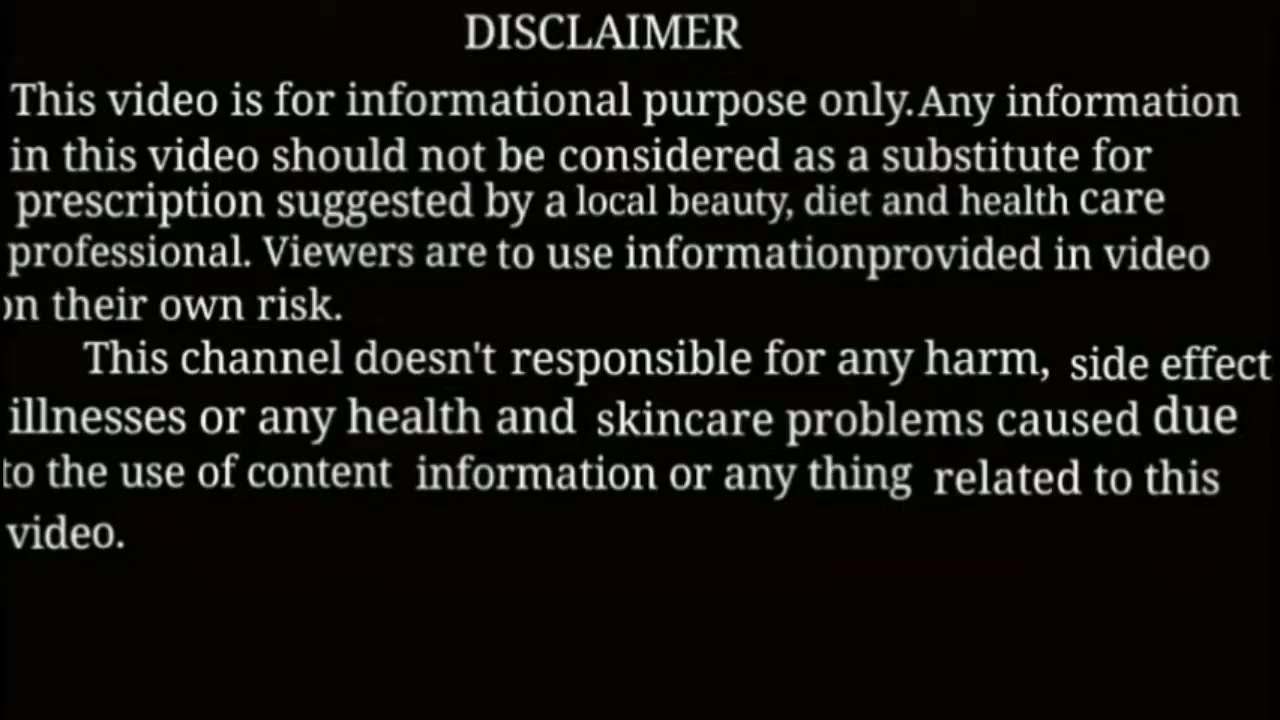 DISCLAIMER
This video is for informational purpose only.Any information
in this video should not be considered as a substitute for
prescription suggested by a local beauty, diet and health care
professional. Viewers are to use informationprovided in video
on their own risk.
This channel doesn't responsible for any harm, side effect
illnesses or any health and skincare problems caused due
to the use of content information or any thing related to this
video.